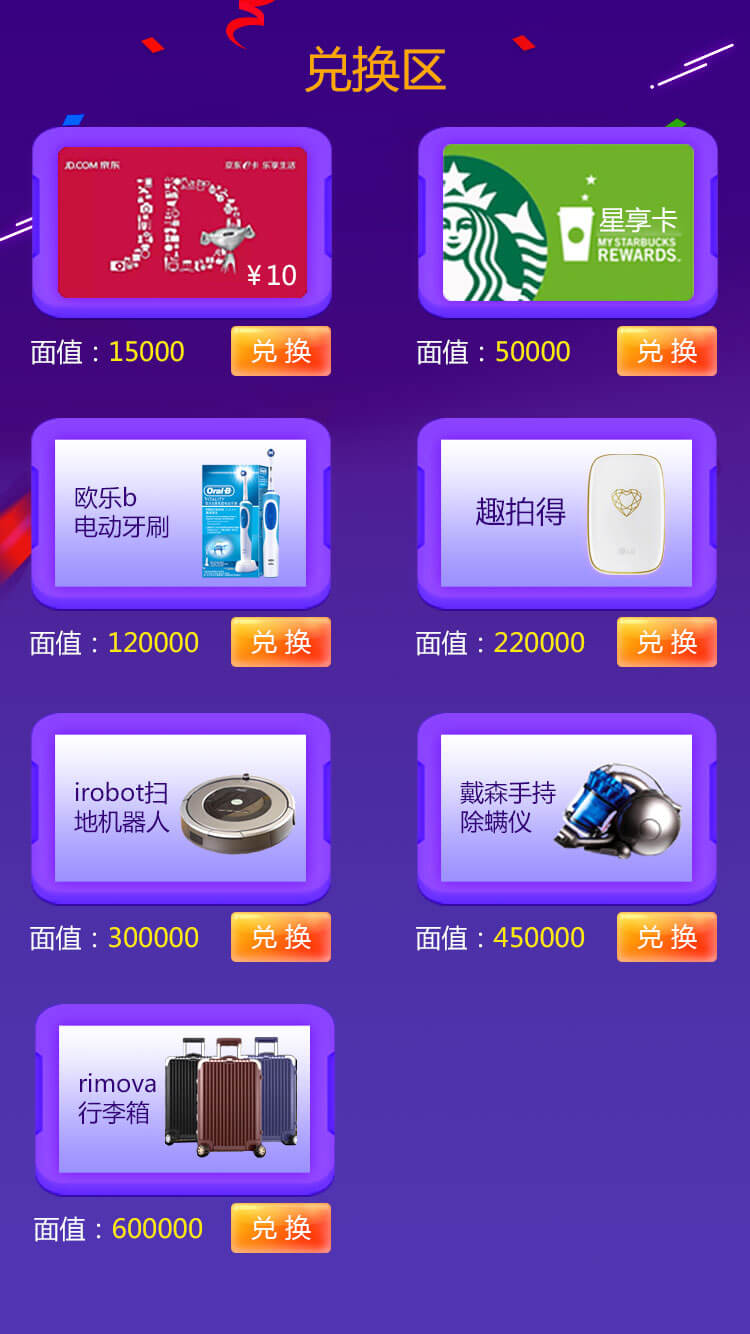 兑换区
JD.COM 京东
京东e卡 乐享生活
JD
¥10
星享卡
MY STARBUCKS
REWARDS.
面值：15000
兑 换
面值：50000
兑 换
欧乐b
电动牙刷
Oral-B
VITALITY
趣拍得
LG
面值：120000
兑 换
面值：220000
兑 换
irobot扫
地机器人
戴森手持
除螨仪
面值：300000
兑 换
面值：450000
兑 换
rimova
行李箱
面值：600000
兑 换